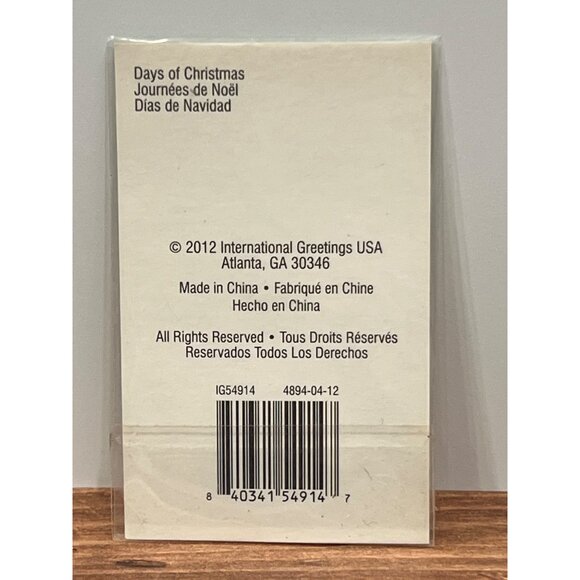 Days of Christmas
Journées de Noël
Días de Navidad
© 2012 International Greetings USA
Atlanta, GA 30346
Made in China • Fabriqué en Chine
Hecho en China
All Rights Reserved • Tous Droits Réservés
Reservados Todos Los Derechos
IG54914 4894-04-12
8 40341 54914 7